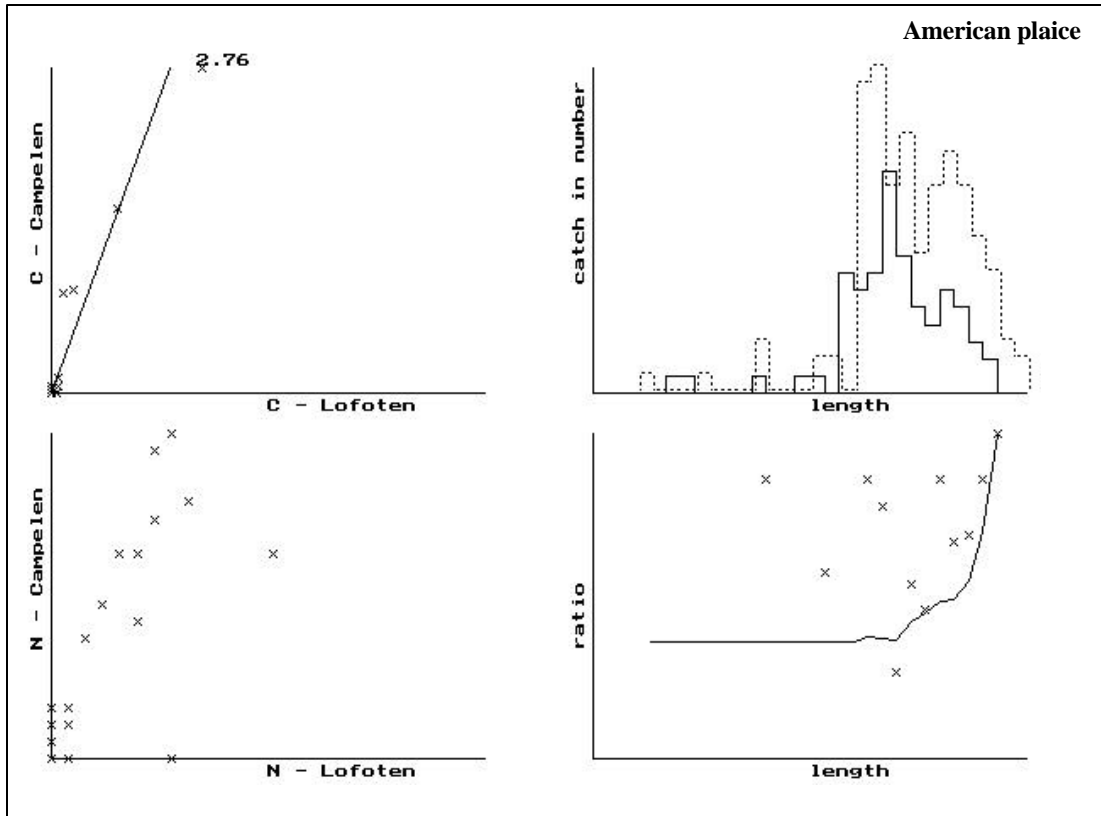 American plaice
2.76
C - Campelen
C - Lofoten
catch in number
length
N - Campelen
N - Lofoten
ratio
length